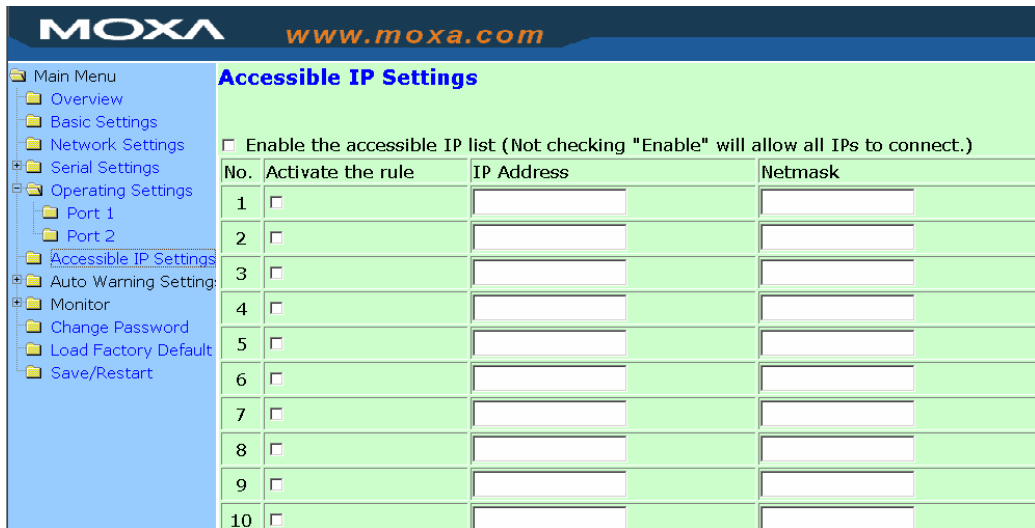 MOXA www.moxa.com
Main Menu
Overview
Basic Settings
Network Settings
Serial Settings
Operating Settings
Port 1
Port 2
Accessible IP Settings
Auto Warning Setting
Monitor
Change Password
Load Factory Default
Save/Restart
Accessible IP Settings
Enable the accessible IP list (Not checking "Enable" will allow all IPs to connect.)
No. Activate the rule IP Address Netmask
1
2
3
4
5
6
7
8
9
10